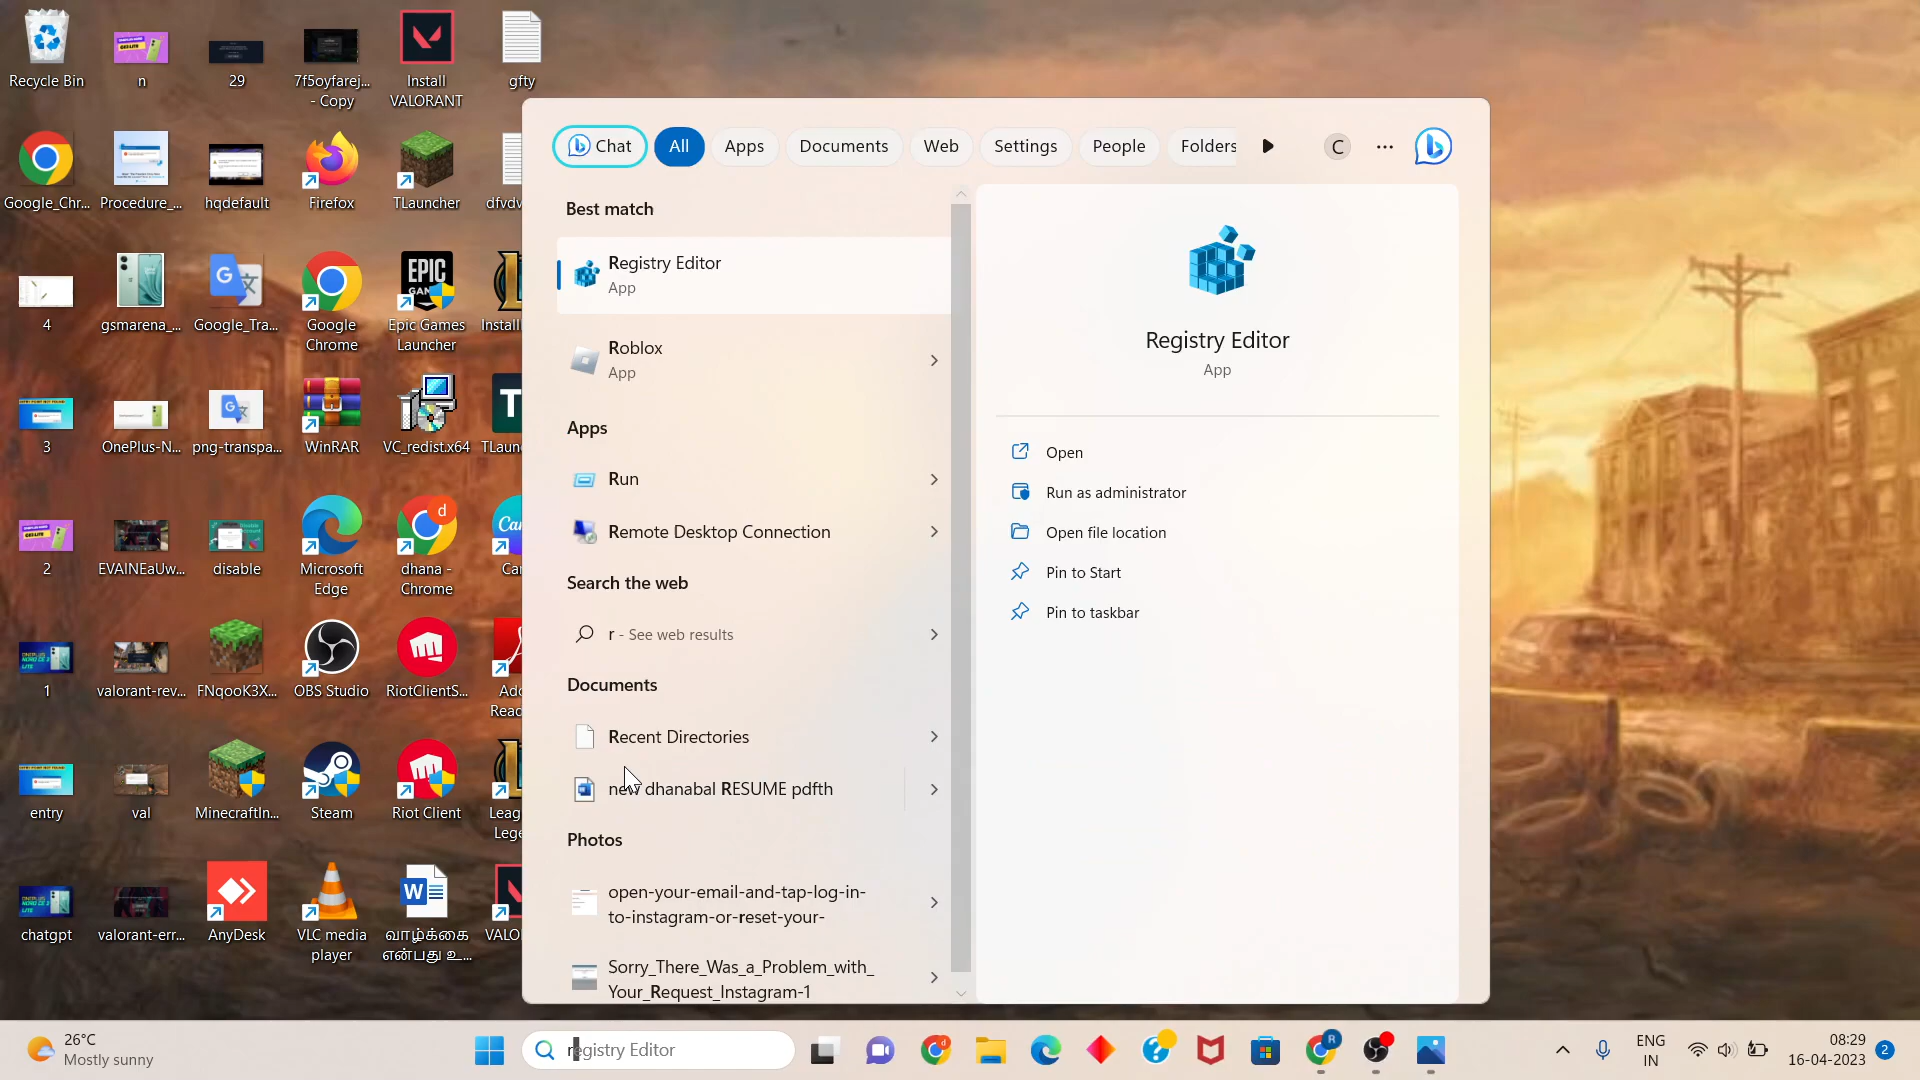 Recycle Bin
n
29
7f5oyfarej...
- Copy
Install
VALORANT
gfty
Google_Chr...
Procedure_...
hqdefault
Firefox
TLauncher
4
gsmarena_...
Google_Tra...
Google
Chrome
EPIC
Epic Games
Launcher
3
OnePlus-N...
png-transpa...
WinRAR
VC_redist.x64
2
EVAlNEaUw...
disable
Microsoft
Edge
d
dhana -
Chrome
1
valorant-rev...
FNqooK3X...
OBS Studio
RiotClientS...
entry
val
MinecraftIn...
Steam
Riot Client
chatgpt
valorant-err...
AnyDesk
VLC media
player
வாழ்க்கை
என்பது உ...
Chat
All
Apps
Documents
Web
Settings
People
Folders
C
Best match
Registry Editor
App
Roblox
App
Apps
Run
Remote Desktop Connection
Search the web
r - See web results
Documents
Recent Directories
new dhanabal RESUME pdfth
Photos
open-your-email-and-tap-log-in-
to-instagram-or-reset-your-
Sorry_There_Was_a_Problem_with_
Your_Request_Instagram-1
Registry Editor
App
Open
Run as administrator
Open file location
Pin to Start
Pin to taskbar
26°C
Mostly sunny
registry Editor
ENG
IN
08:29
16-04-2023
2